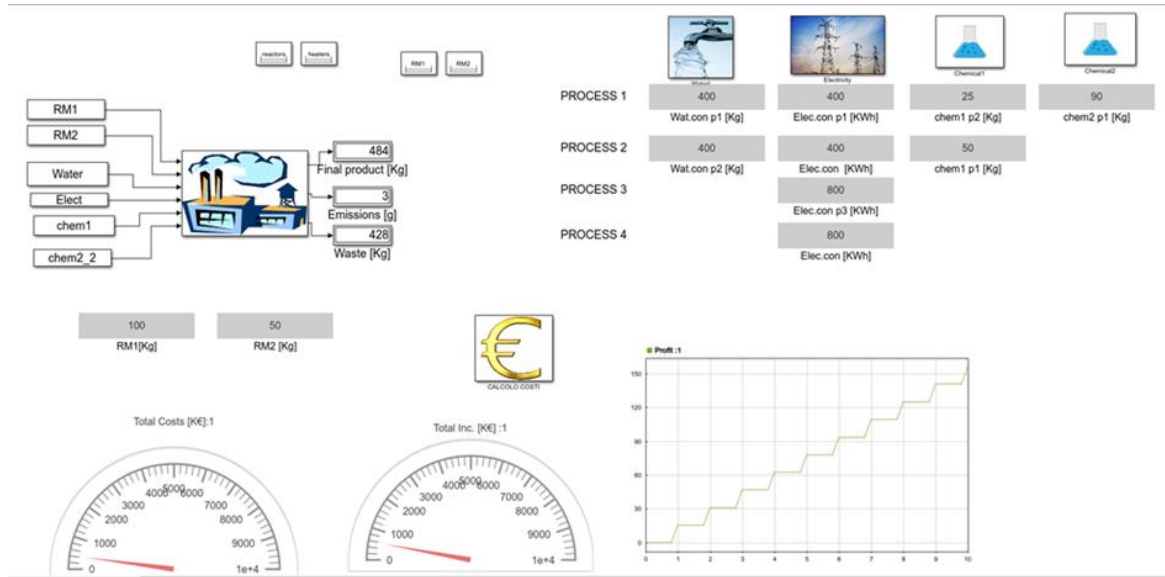 reactors heaters
RM1 RM2
Electricity
Chemical1
Chemical2
PROCESS 1 400 400 25 90
Wat.con p1 [Kg] Elec.con p1 [KWh] chem1 p2 [Kg] chem2 p1 [Kg]
PROCESS 2 400 400 50
Wat.con p2 [Kg] Elec.con [KWh] chem1 p1 [Kg]
PROCESS 3 800
Elec.con p3 [KWh]
PROCESS 4 800
Elec.con [KWh]
RM1
RM2
Water
Elect
chem1
chem2_2
484
Final product [Kg]
3
Emissions [g]
428
Waste [Kg]
100 50
RM1[Kg] RM2 [Kg]
€
CALCOLO COSTI
Total Costs [K€]:1
0 1000 2000 3000 4000 5000 6000 7000 8000 9000 1e+4
Total Inc. [K€] :1
0 1000 2000 3000 4000 5000 6000 7000 8000 9000 1e+4
Profit :1
150
120
90
60
30
0
0 1 2 3 4 5 6 7 8 9 10